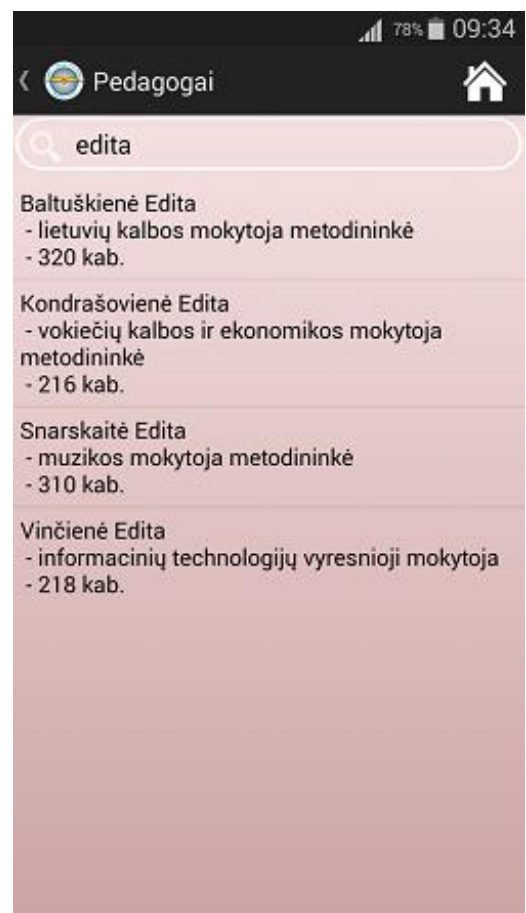 78% 09:34
Pedagogai
edita
Baltuškienė Edita
- lietuvių kalbos mokytoja metodininkė
- 320 kab.
Kondrašovienė Edita
- vokiečių kalbos ir ekonomikos mokytoja
metodininkė
- 216 kab.
Snarskaitė Edita
- muzikos mokytoja metodininkė
- 310 kab.
Vinčienė Edita
- informacinių technologijų vyresnioji mokytoja
- 218 kab.